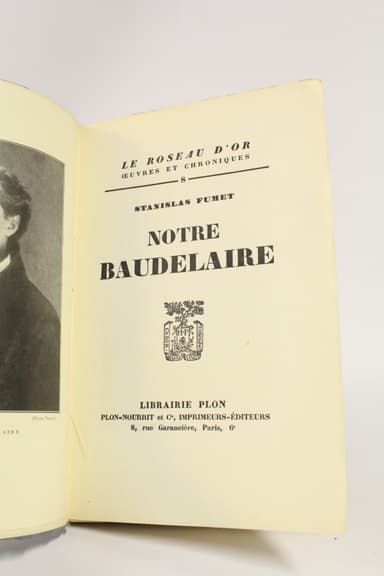 LE ROSEAU D'OR
ŒUVRES ET CHRONIQUES
8
STANISLAS FUMET
NOTRE
BAUDELAIRE
LIBRAIRIE PLON
PLON-NOURRIT et Cie, IMPRIMEURS-ÉDITEURS
8, rue Garancière, Paris, 6e